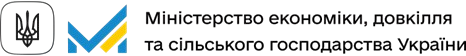 Міністерство економіки, довкілля
та сільського господарства України